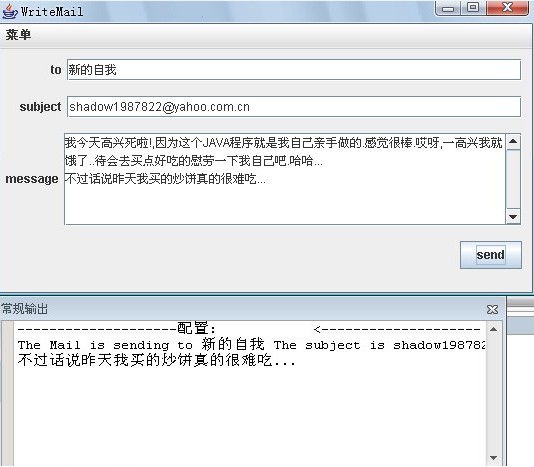 WriteMail
菜单
to 新的自我
subject shadow1987822@yahoo.com.cn
message
我今天高兴死啦!,因为这个JAVA程序就是我自己亲手做的.感觉很棒.哎呀,一高兴我就
饿了..待会去买点好吃的慰劳一下我自己吧.哈哈...
不过话说昨天我买的炒饼真的很难吃...
send
常规输出
--------------------配置: <--------------------
The Mail is sending to 新的自我 The subject is shadow198782
不过话说昨天我买的炒饼真的很难吃...